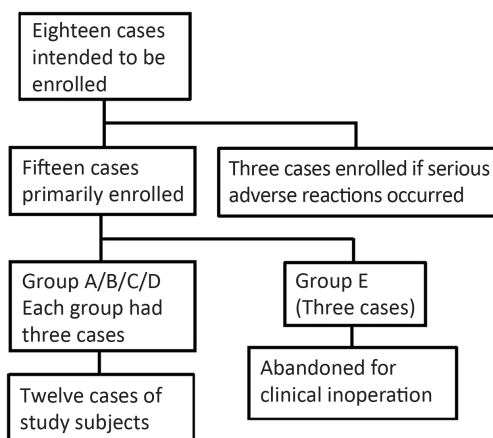 Eighteen cases
intended to be
enrolled
Fifteen cases
primarily enrolled
Three cases enrolled if serious
adverse reactions occurred
Group A/B/C/D
Each group had
three cases
Group E
(Three cases)
Twelve cases of
study subjects
Abandoned for
clinical inoperation